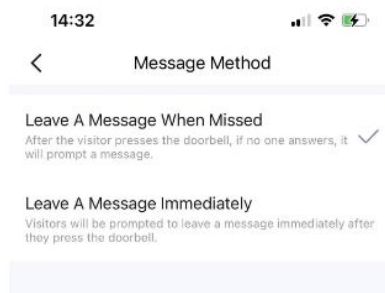 14:32
Message Method
Leave A Message When Missed
After the visitor presses the doorbell, if no one answers, it
will prompt a message.
Leave A Message Immediately
Visitors will be prompted to leave a message immediately after
they press the doorbell.